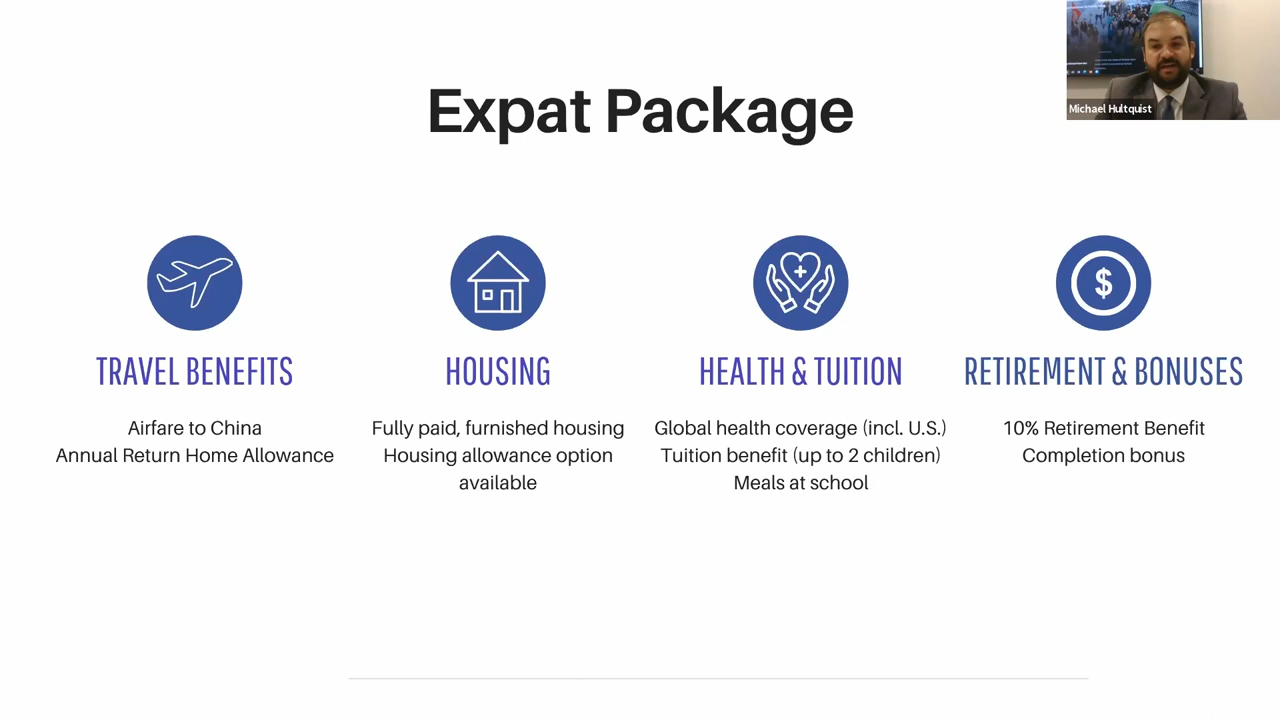 Michael Hultquist
Expat Package
$
TRAVEL BENEFITS
Airfare to China
Annual Return Home Allowance
HOUSING
Fully paid, furnished housing
Housing allowance option
available
HEALTH & TUITION
Global health coverage (incl. U.S.)
Tuition benefit (up to 2 children)
Meals at school
RETIREMENT & BONUSES
10% Retirement Benefit
Completion bonus